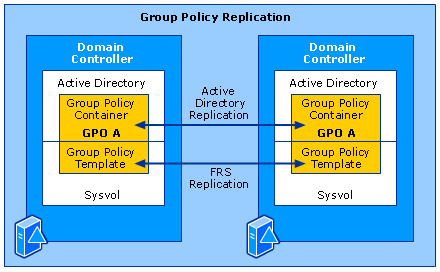 Group Policy Replication
Domain
Controller
Active Directory
Group Policy
Container
GPO A
Group Policy
Template
Sysvol
Active
Directory
Replication
FRS
Replication
Domain
Controller
Active Directory
Group Policy
Container
GPO A
Group Policy
Template
Sysvol